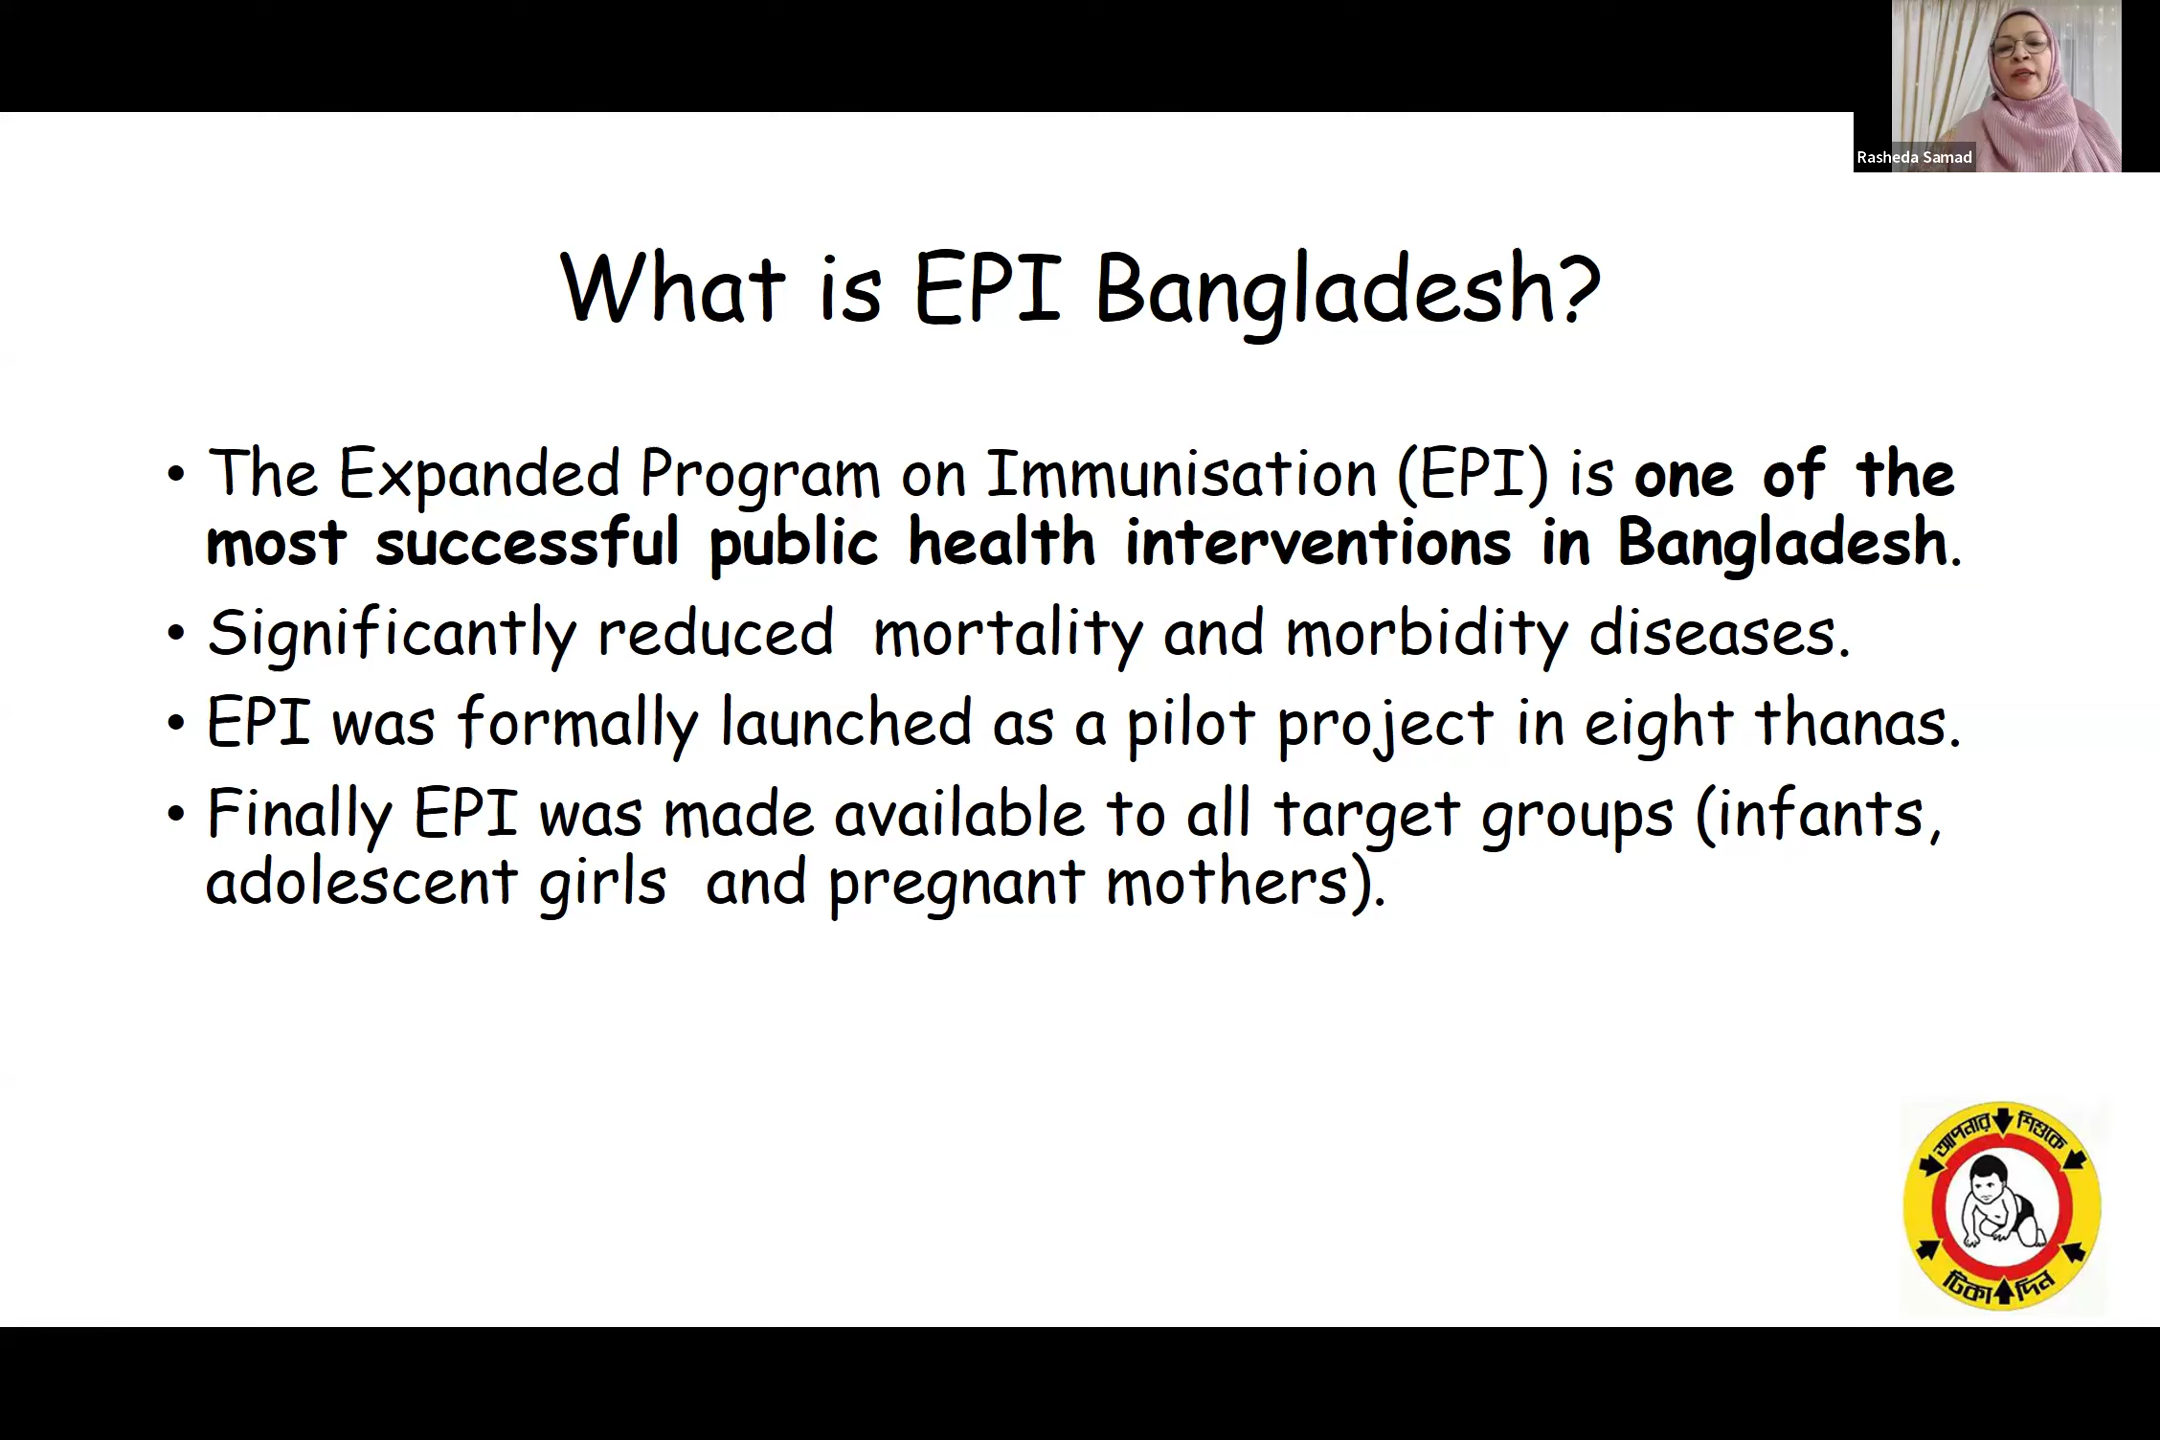 Rasheda Samad
What is EPI Bangladesh?
• The Expanded Program on Immunisation (EPI) is one of the
most successful public health interventions in Bangladesh.
• Significantly reduced  mortality and morbidity diseases.
• EPI was formally launched as a pilot project in eight thanas.
• Finally EPI was made available to all target groups (infants,
adolescent girls  and pregnant mothers).
আপনার শিশুকে
টিকা দিন